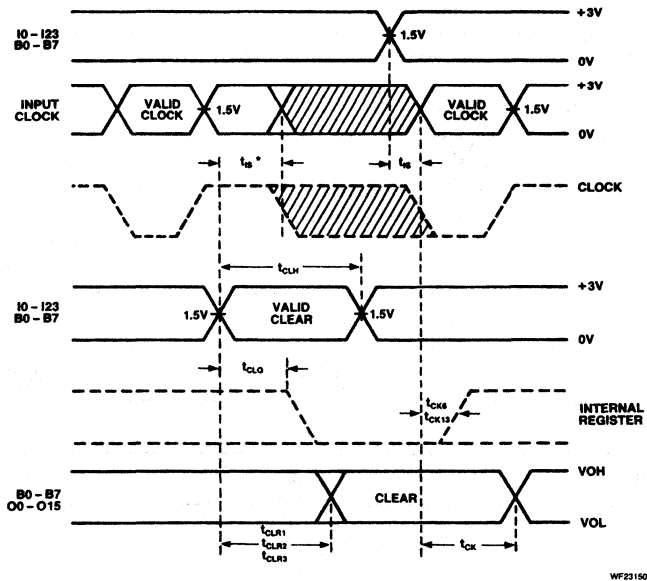 I0 – I23
B0 – B7
+3V
1.5V
0V
INPUT
CLOCK
VALID
CLOCK
1.5V
VALID
CLOCK
1.5V
+3V
0V
tIS *
tIS
CLOCK
tCLH
I0 – I23
B0 – B7
1.5V
VALID
CLEAR
1.5V
+3V
0V
tCLQ
tCK6
tCK13
INTERNAL
REGISTER
B0 – B7
O0 – O15
CLEAR
VOH
VOL
tCLR1
tCLR2
tCLR3
tCK
WF23150